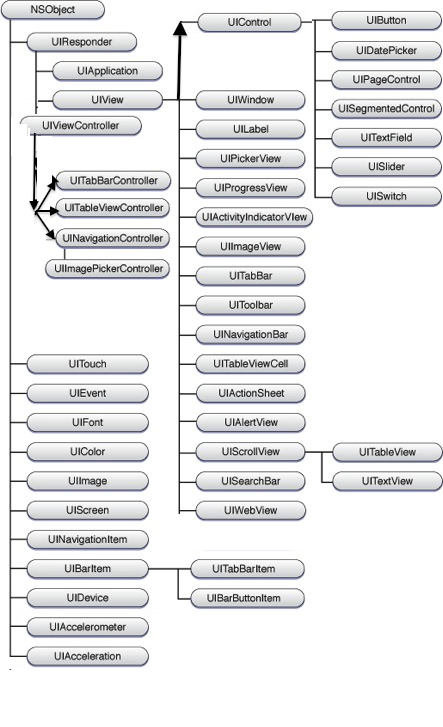 NSObject
UIResponder
UIApplication
UIView
UIViewController
UITabBarController
UITableViewController
UINavigationController
UIImagePickerController
UITouch
UIEvent
UIFont
UIColor
UIImage
UIScreen
UINavigationItem
UIBarItem
UIDevice
UIAccelerometer
UIAcceleration
UIControl
UIWindow
UILabel
UIPickerView
UIProgressView
UIActivityIndicatorVIew
UIImageView
UITabBar
UIToolbar
UINavigationBar
UITableViewCell
UIActionSheet
UIAlertView
UIScrollView
UISearchBar
UIWebView
UITabBarItem
UIBarButtonItem
UIButton
UIDatePicker
UIPageControl
UISegmentedControl
UITextField
UISlider
UISwitch
UITableView
UITextView